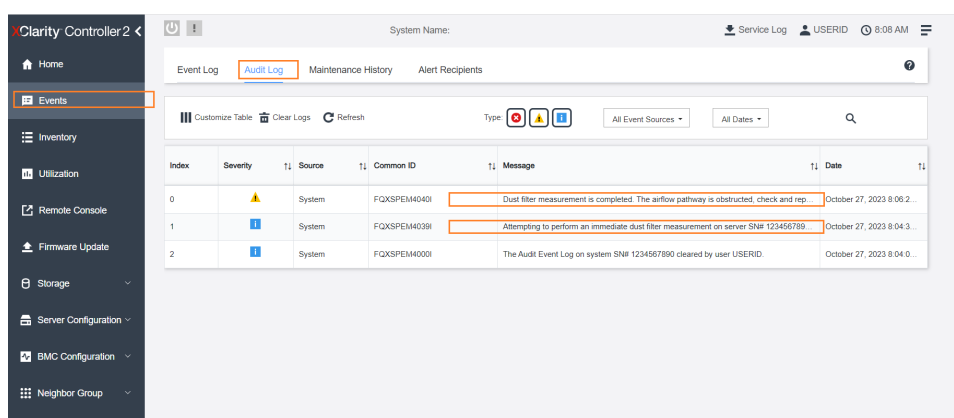 XClarity Controller 2
System Name:
Service Log
USERID
8:08 AM
Home
Events
Inventory
Utilization
Remote Console
Firmware Update
Storage
Server Configuration
BMC Configuration
Neighbor Group
Event Log
Audit Log
Maintenance History
Alert Recipients
Customize Table
Clear Logs
Refresh
Type:
All Event Sources
All Dates
Index Severity Source Common ID Message Date
0 System FQXSPEM4040I Dust filter measurement is completed. The airflow pathway is obstructed, check and rep... October 27, 2023 8:06:2...
1 System FQXSPEM4039I Attempting to perform an immediate dust filter measurement on server SN# 123456789... October 27, 2023 8:04:3...
2 System FQXSPEM4000I The Audit Event Log on system SN# 1234567890 cleared by user USERID. October 27, 2023 8:04:0...